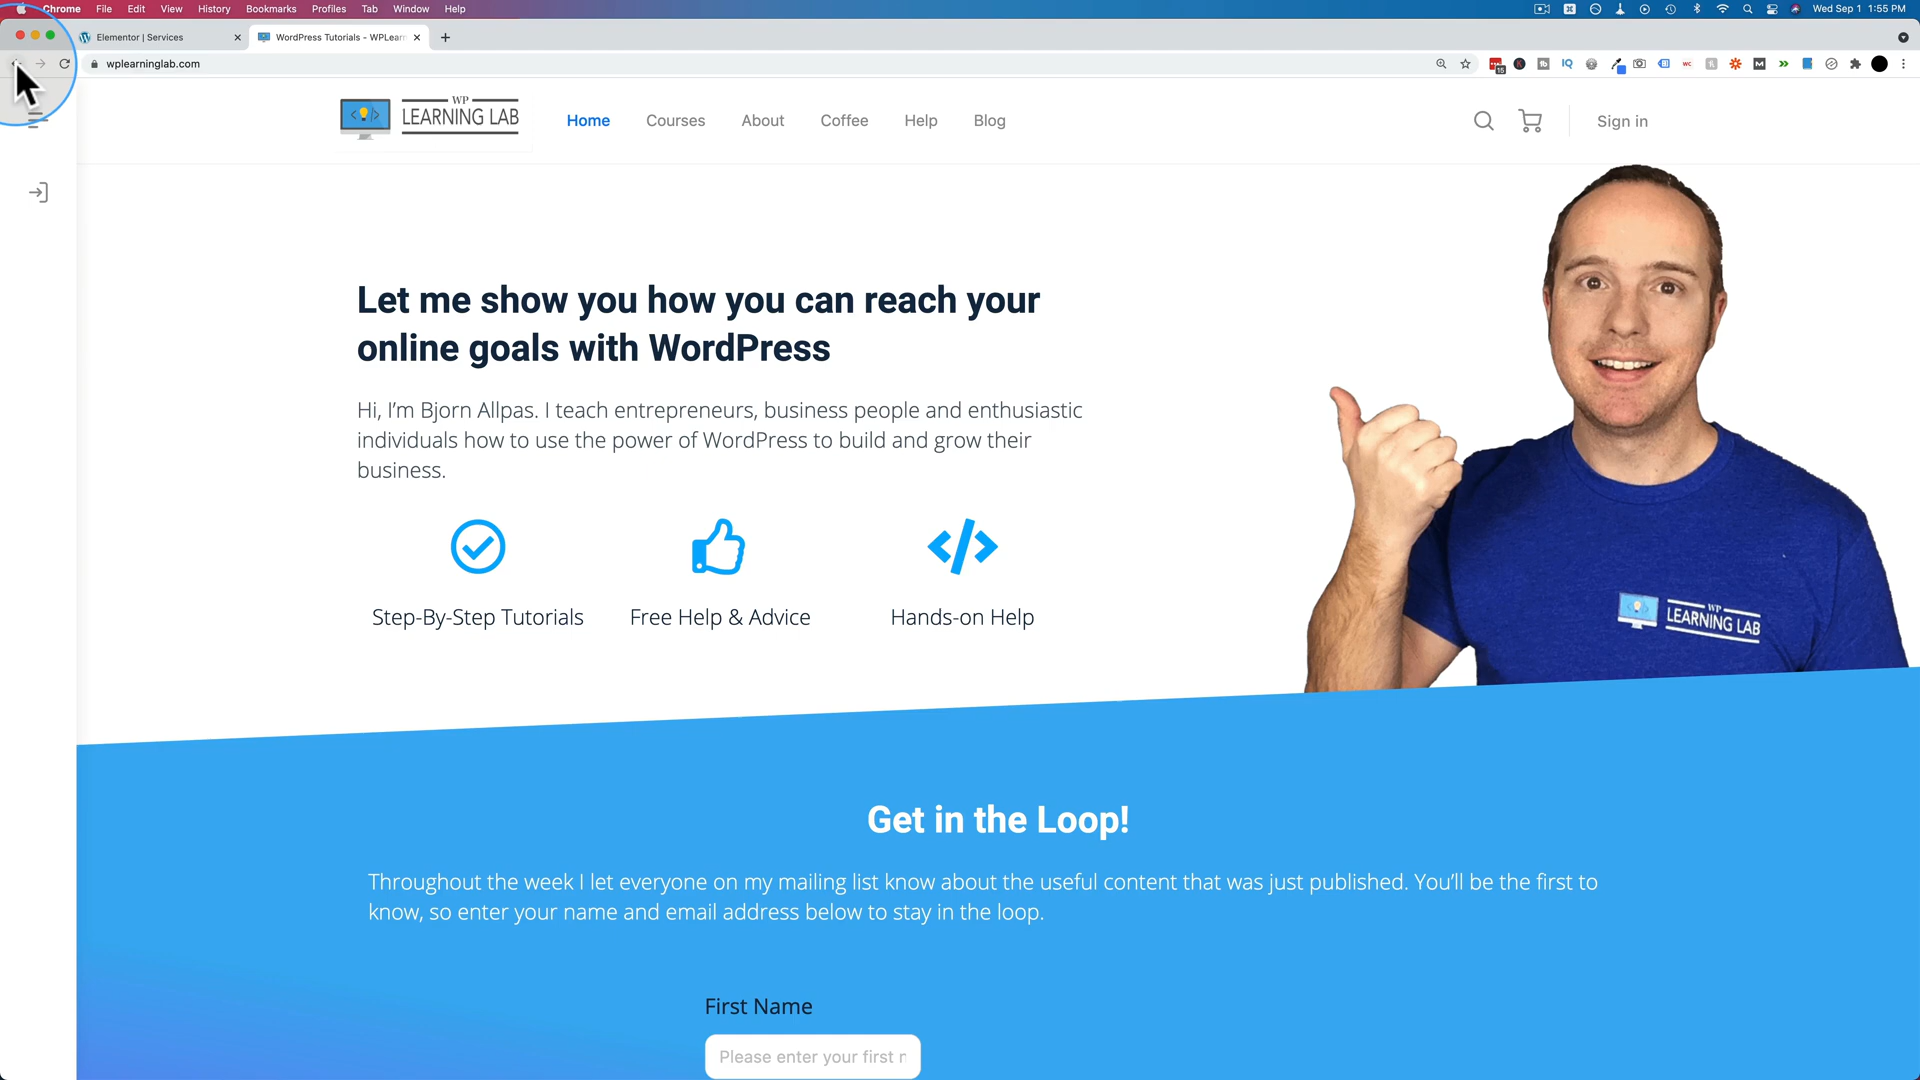 Chrome File Edit View History Bookmarks Profiles Tab Window Help
Wed Sep 1 1:55 PM
Elementor | Services
WordPress Tutorials - WPLearn
wplearninglab.com
15
IQ
WP
LEARNING LAB
Home Courses About Coffee Help Blog
Sign in
Let me show you how you can reach your
online goals with WordPress
Hi, I'm Bjorn Allpas. I teach entrepreneurs, business people and enthusiastic
individuals how to use the power of WordPress to build and grow their
business.
Step-By-Step Tutorials
Free Help & Advice
Hands-on Help
WP
LEARNING LAB
Get in the Loop!
Throughout the week I let everyone on my mailing list know about the useful content that was just published. You'll be the first to
know, so enter your name and email address below to stay in the loop.
First Name
Please enter your first n